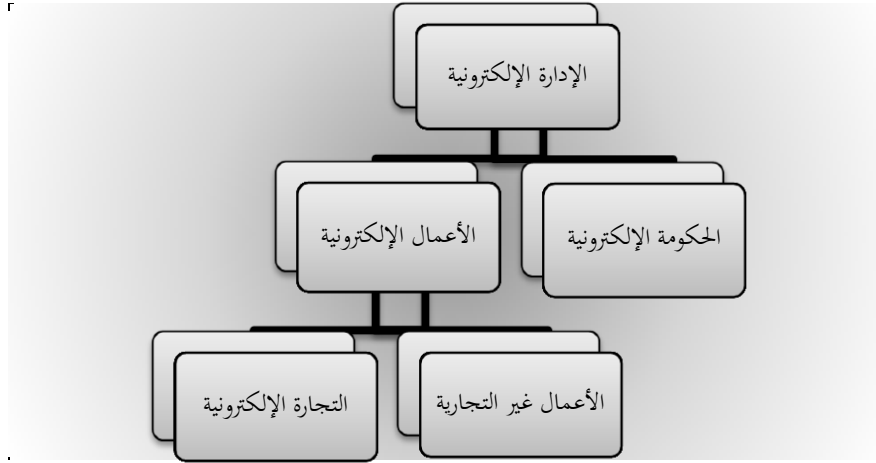 الإدارة الإلكترونية
الحكومة الإلكترونية
الأعمال الإلكترونية
الأعمال غير التجارية
التجارة الإلكترونية